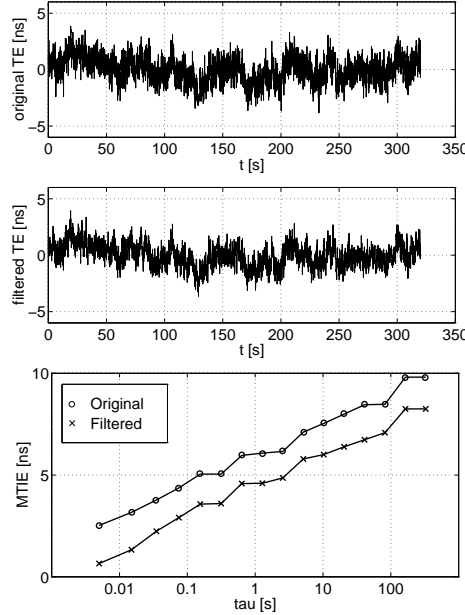 5
0
−5
original TE [ns]
0 50 100 150 200 250 300 350
t [s]
5
0
−5
filtered TE [ns]
0 50 100 150 200 250 300 350
t [s]
10
5
0
MTIE [ns]
Original
Filtered
0.01 0.1 1 10 100
tau [s]